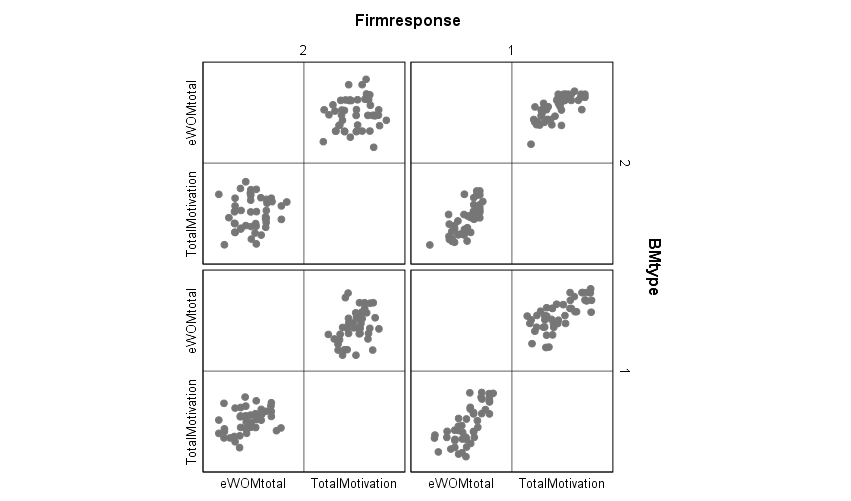 Firmresponse
2
1
eWOMtotal
TotalMotivation
2
eWOMtotal
TotalMotivation
1
BMtype
eWOMtotal
TotalMotivation
eWOMtotal
TotalMotivation